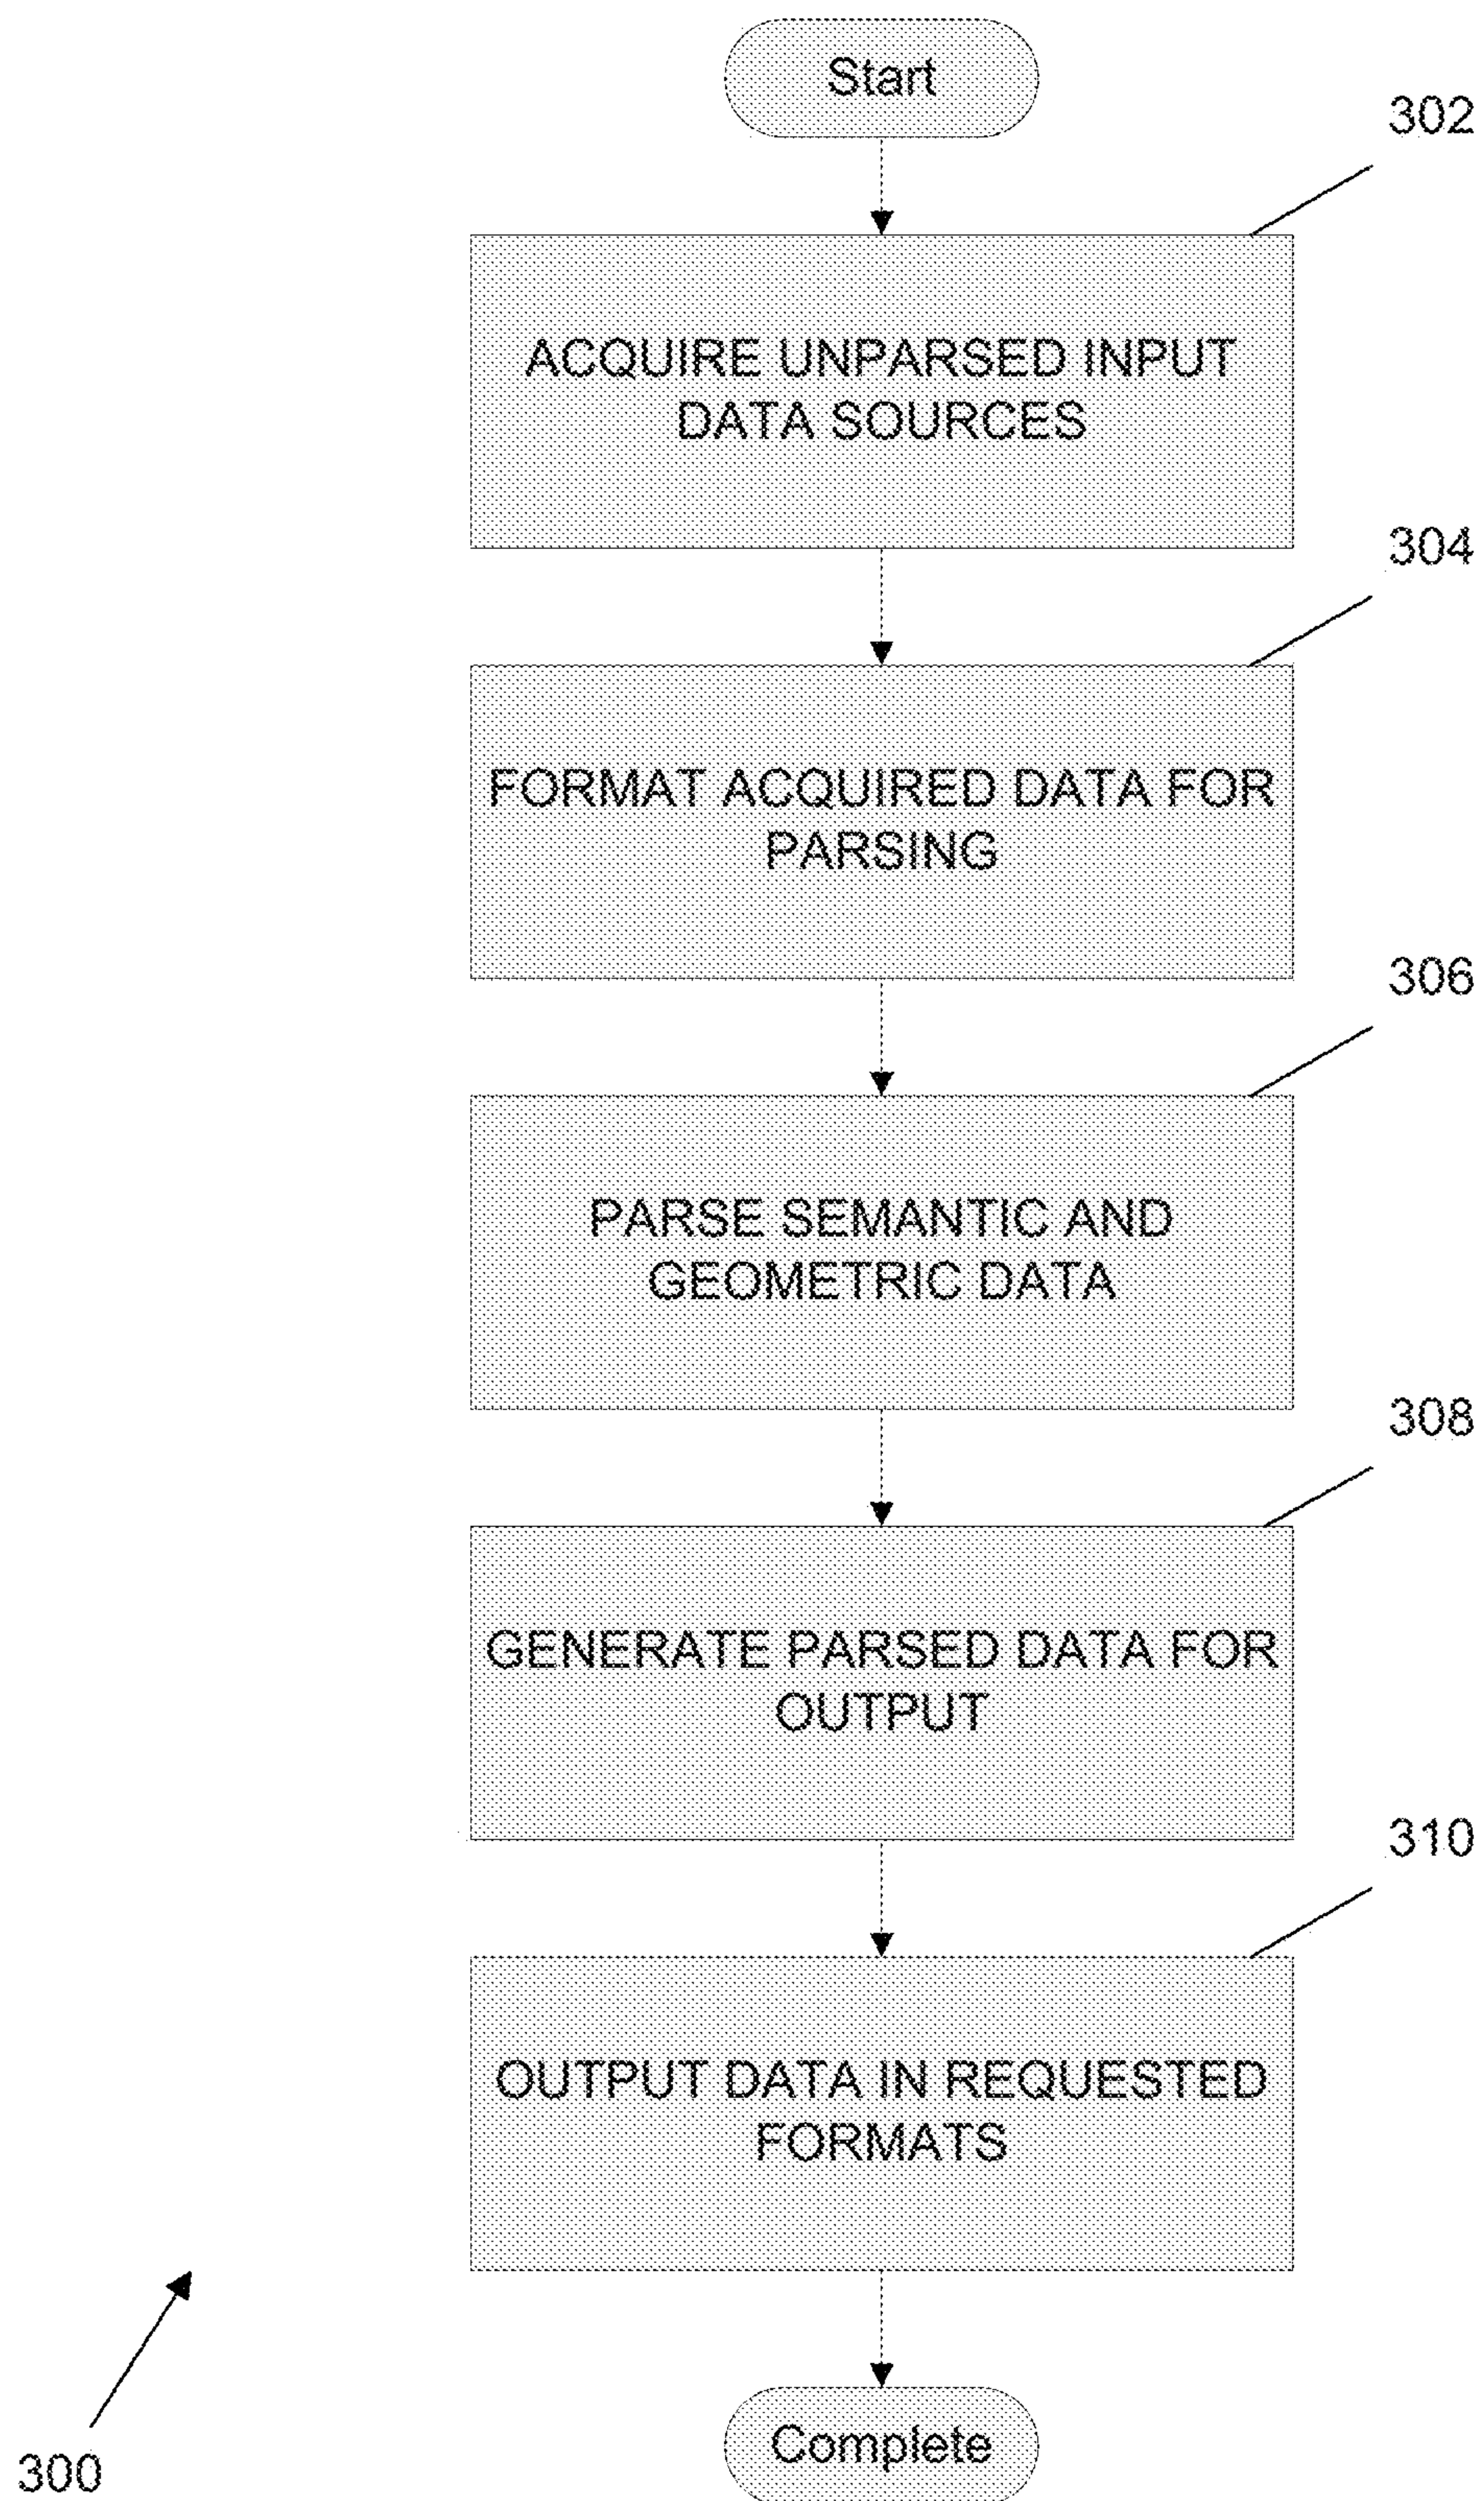 Start
302
ACQUIRE UNPARSED INPUT
DATA SOURCES
304
FORMAT ACQUIRED DATA FOR
PARSING
306
PARSE SEMANTIC AND
GEOMETRIC DATA
308
GENERATE PARSED DATA FOR
OUTPUT
310
OUTPUT DATA IN REQUESTED
FORMATS
Complete
300